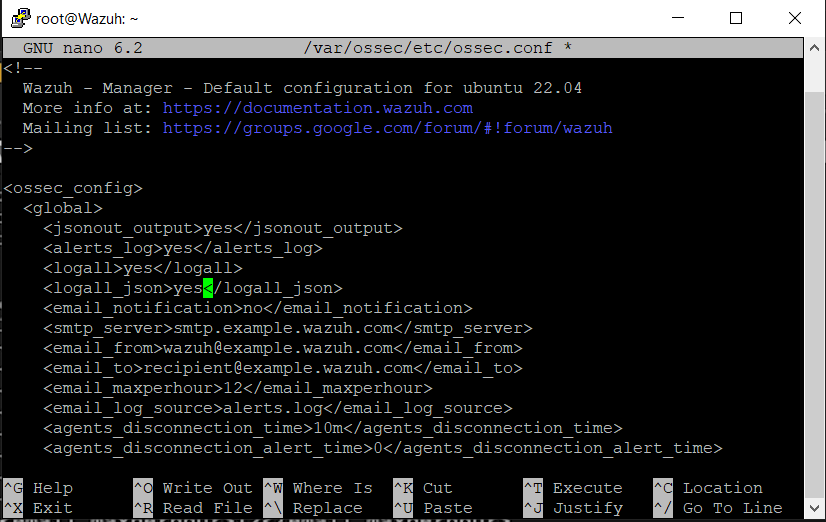 root@Wazuh: ~
GNU nano 6.2 /var/ossec/etc/ossec.conf *
<!--
Wazuh - Manager - Default configuration for ubuntu 22.04
More info at: https://documentation.wazuh.com
Mailing list: https://groups.google.com/forum/#!forum/wazuh
-->
<ossec_config>
<global>
<jsonout_output>yes</jsonout_output>
<alerts_log>yes</alerts_log>
<logall>yes</logall>
<logall_json>yes</logall_json>
<email_notification>no</email_notification>
<smtp_server>smtp.example.wazuh.com</smtp_server>
<email_from>wazuh@example.wazuh.com</email_from>
<email_to>recipient@example.wazuh.com</email_to>
<email_maxperhour>12</email_maxperhour>
<email_log_source>alerts.log</email_log_source>
<agents_disconnection_time>10m</agents_disconnection_time>
<agents_disconnection_alert_time>0</agents_disconnection_alert_time>
^G Help ^O Write Out ^W Where Is ^K Cut ^T Execute ^C Location
^X Exit ^R Read File ^\ Replace ^U Paste ^J Justify ^/ Go To Line